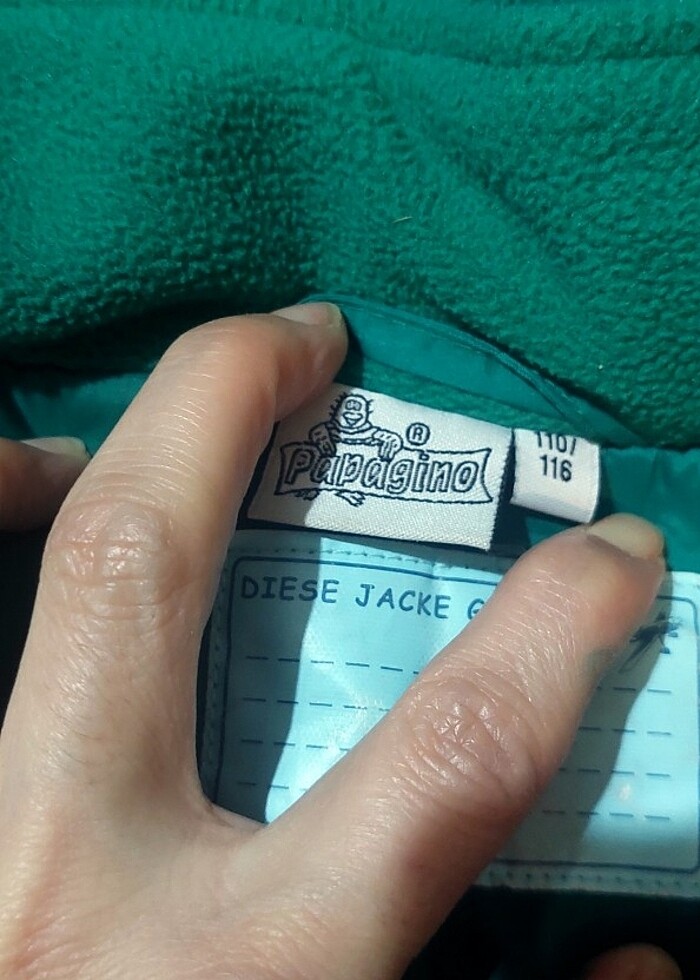 ®
Papagino
110/
116
DIESE JACKE G